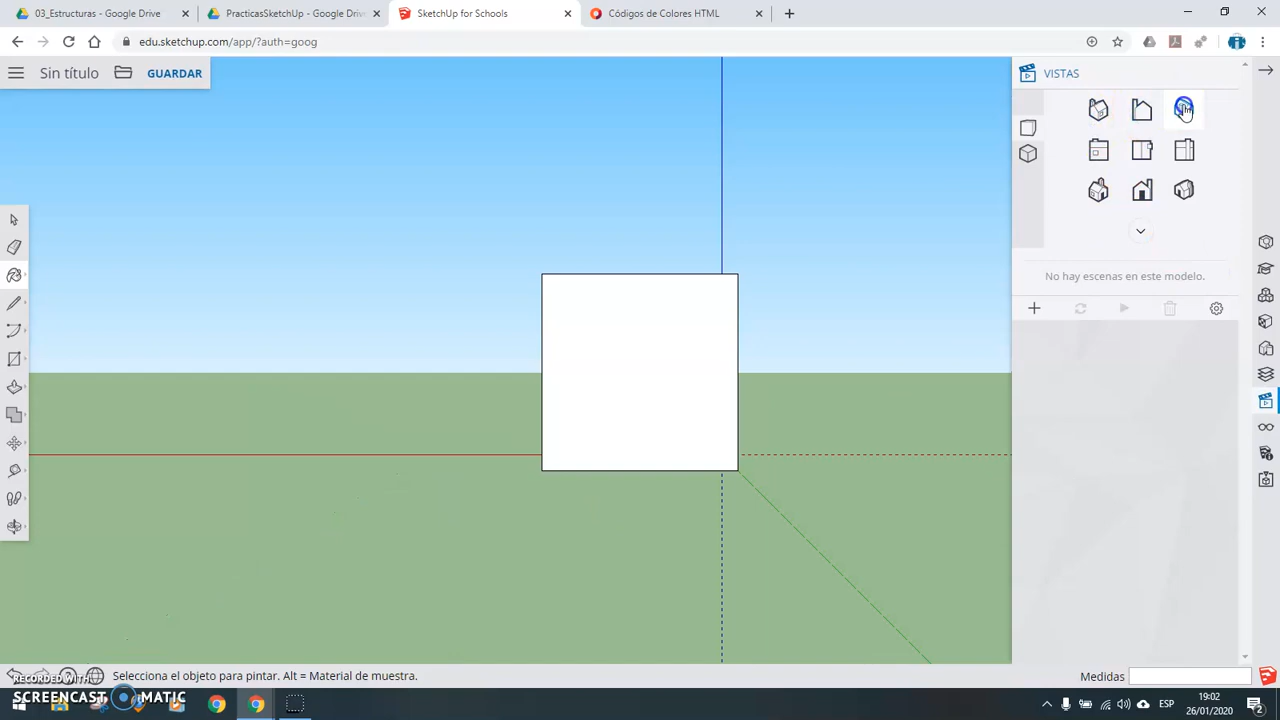 03_Estructuras - Google Drive
PracticasSketchUp - Google Drive
SketchUp for Schools
Códigos de Colores HTML
edu.sketchup.com/app/?auth=goog
Sin título
GUARDAR
VISTAS
No hay escenas en este modelo.
Selecciona el objeto para pintar. Alt = Material de muestra.
Medidas
RECORDED WITH
SCREENCAST MATIC
ESP
19:02
26/01/2020
2